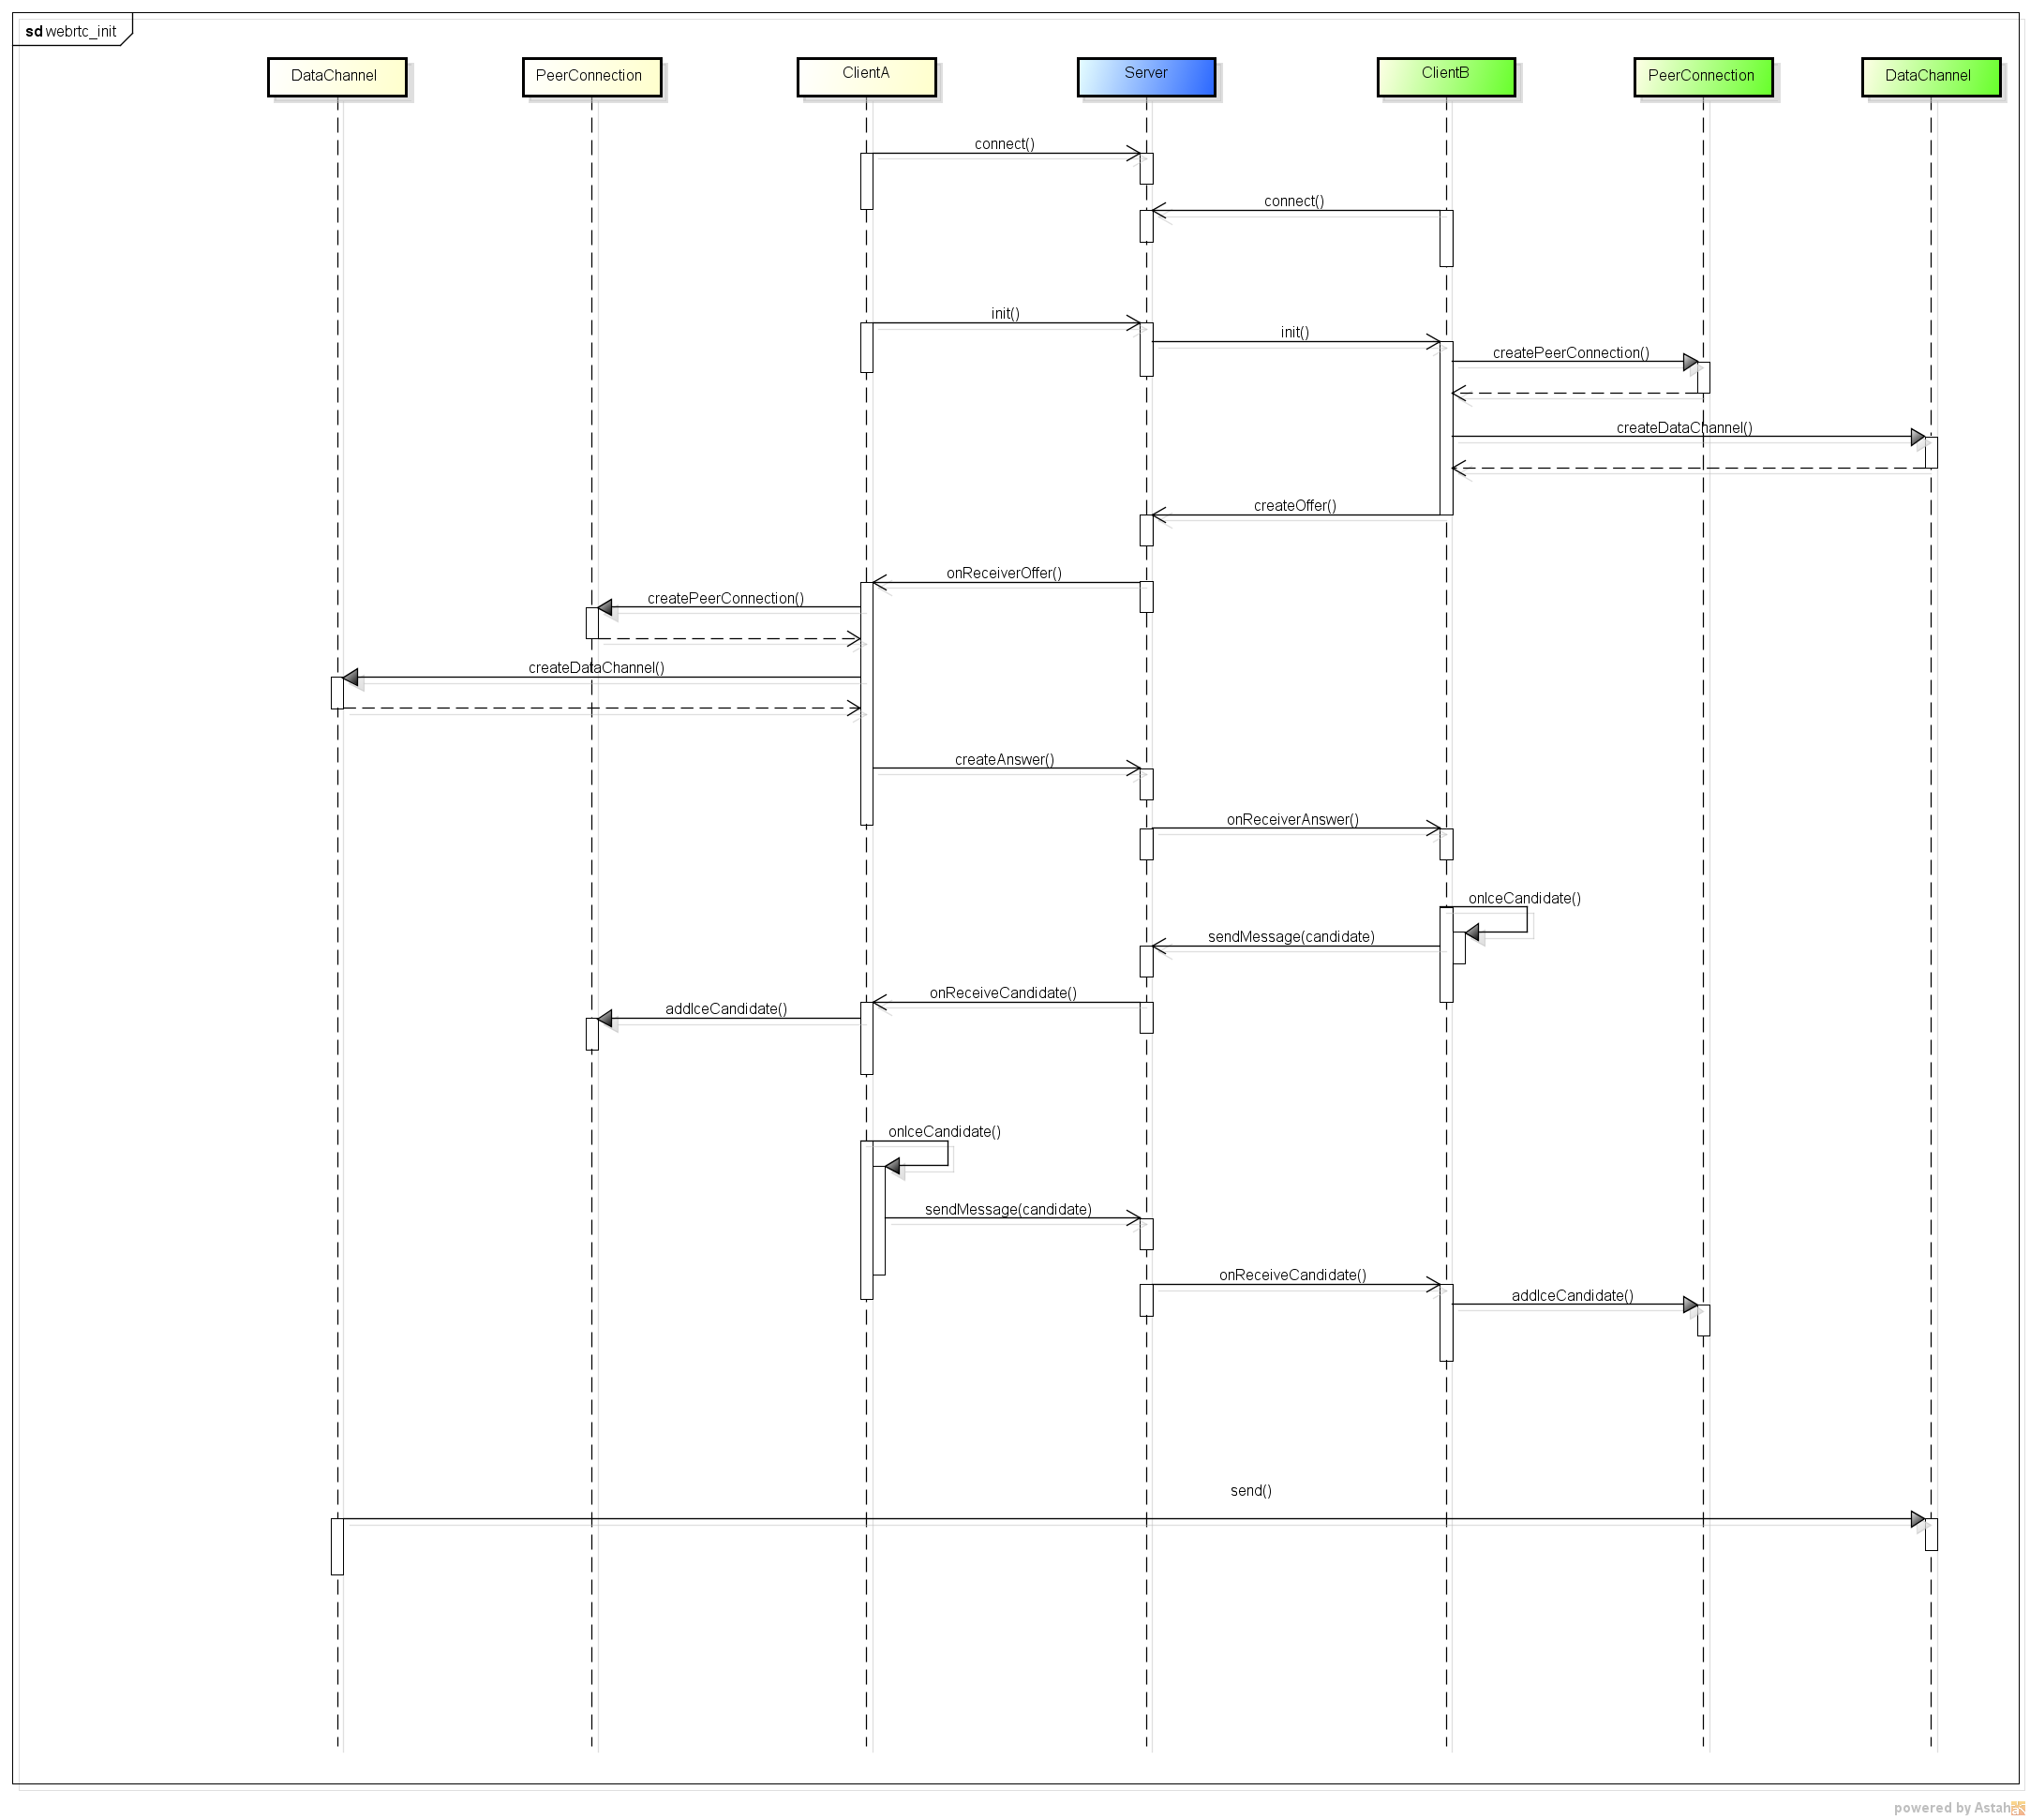 sd webrtc_init
DataChannel
PeerConnection
ClientA
Server
ClientB
PeerConnection
DataChannel
connect()
connect()
init()
init()
createPeerConnection()
createDataChannel()
createOffer()
onReceiverOffer()
createPeerConnection()
createDataChannel()
createAnswer()
onReceiverAnswer()
onIceCandidate()
sendMessage(candidate)
onReceiveCandidate()
addIceCandidate()
onIceCandidate()
sendMessage(candidate)
onReceiveCandidate()
addIceCandidate()
send()
powered by Astah